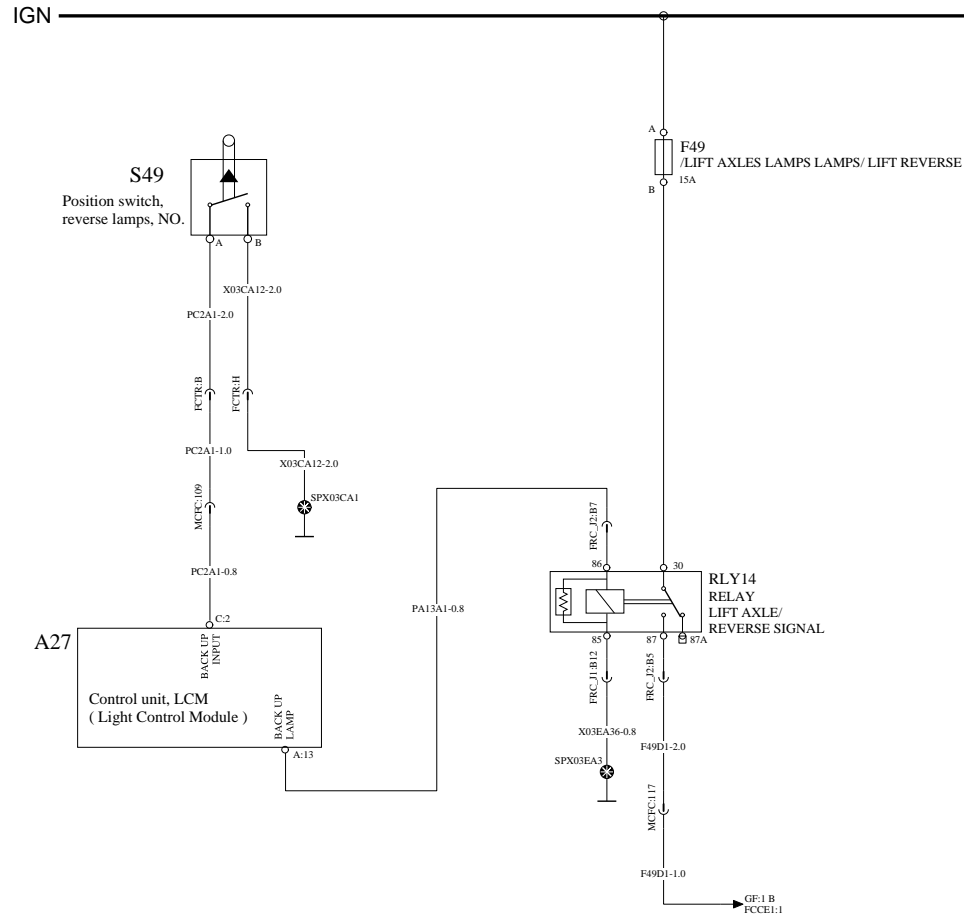 IGN
A
F49
/LIFT AXLES LAMPS LAMPS/ LIFT REVERSE
15A
B
S49
Position switch,
reverse lamps, NO.
A
B
X03CA12-2.0
PC2A1-2.0
FCTR:B
FCTR:H
PC2A1-1.0
X03CA12-2.0
SPX03CA1
MCFC:109
FRC_J2:B7
PC2A1-0.8
86
30
RLY14
RELAY
LIFT AXLE/
REVERSE SIGNAL
PA13A1-0.8
C:2
A27
BACK UP
INPUT
85
87
87A
Control unit, LCM
( Light Control Module )
BACK UP
LAMP
A:13
FRC_J1:B12
FRC_J2:B5
X03EA36-0.8
F49D1-2.0
SPX03EA3
MCFC:117
F49D1-1.0
GF:1 B
FCCE1:1